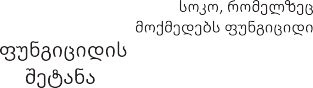 სოკო, რომელზეც
მოქმედებს ფუნგიციდი
ფუნგიციდის
შეტანა